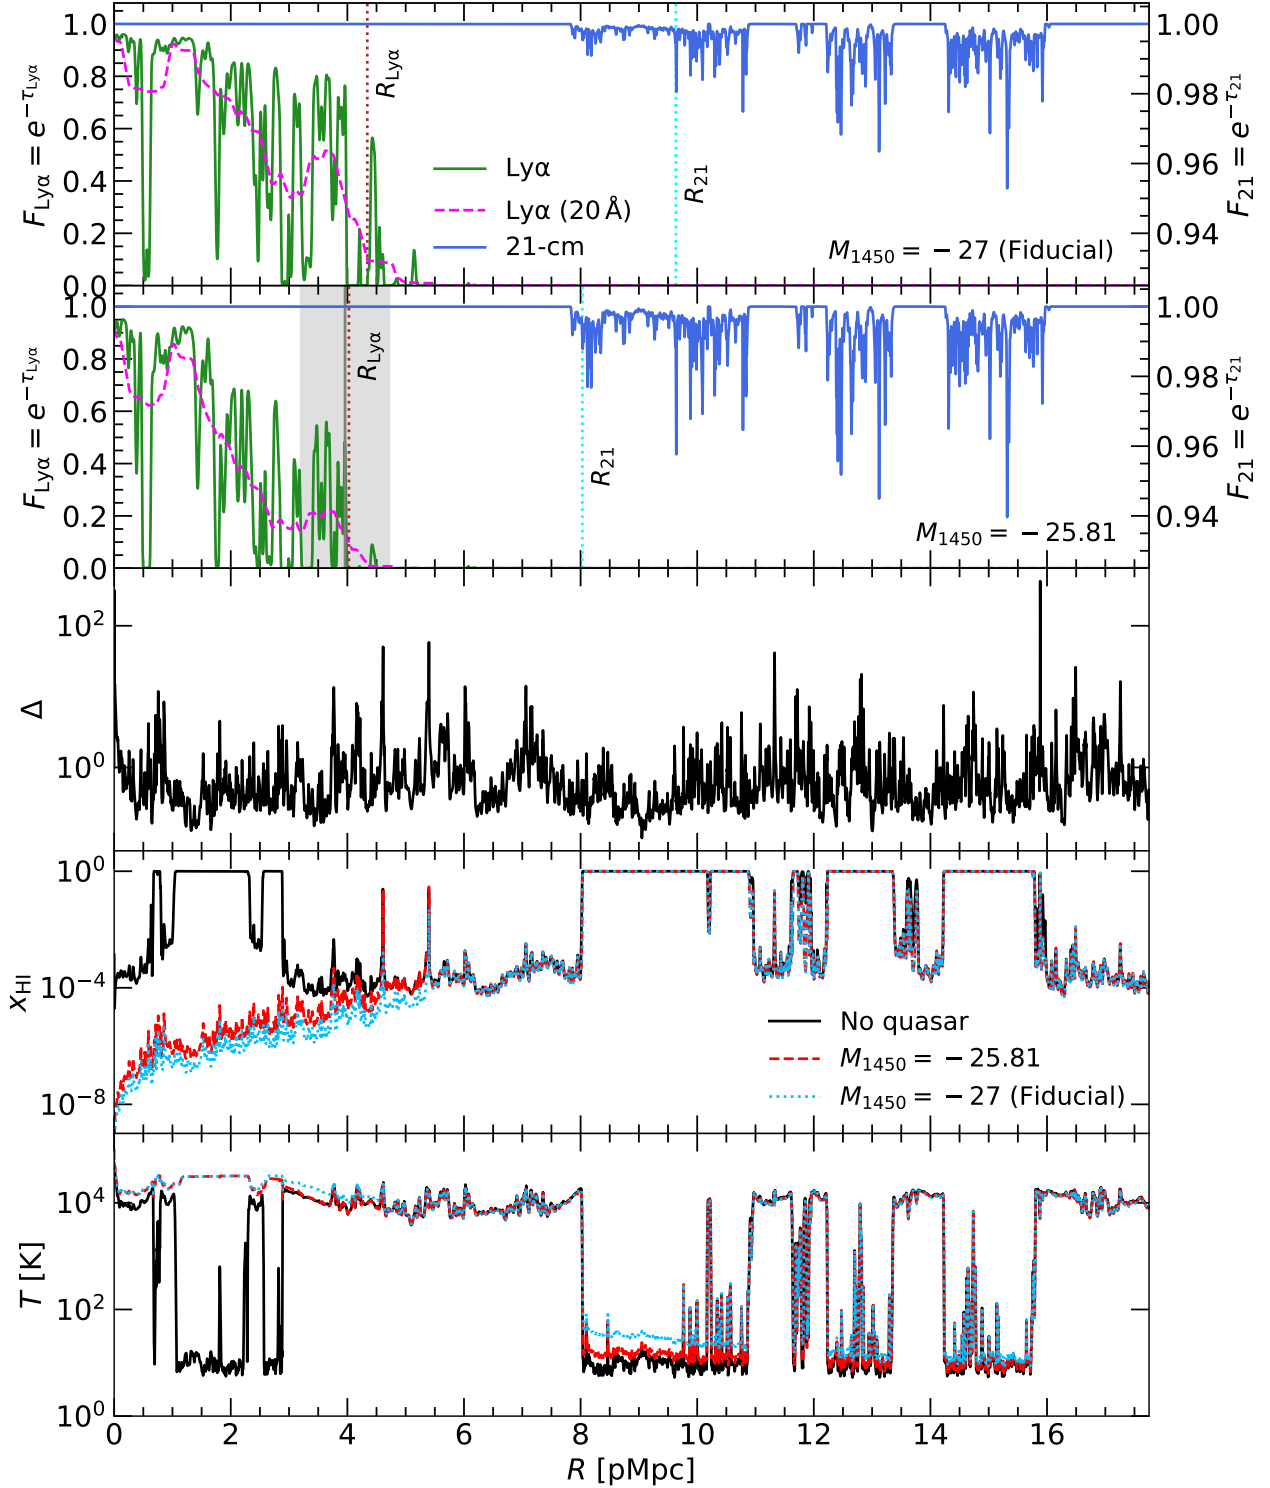 1.0
0.8
0.6
0.4
0.2
0.0
F_Lyα = e^−τ_Lyα
R_Lyα
R_21
Lyα
Lyα (20 Å)
21-cm
M_1450 = −27 (Fiducial)
1.00
0.98
0.96
0.94
F_21 = e^−τ_21
1.0
0.8
0.6
0.4
0.2
0.0
F_Lyα = e^−τ_Lyα
R_Lyα
R_21
M_1450 = −25.81
1.00
0.98
0.96
0.94
F_21 = e^−τ_21
10^2
10^0
Δ
10^0
10^−4
10^−8
x_HI
No quasar
M_1450 = −25.81
M_1450 = −27 (Fiducial)
10^4
10^2
10^0
T [K]
0 2 4 6 8 10 12 14 16
R [pMpc]